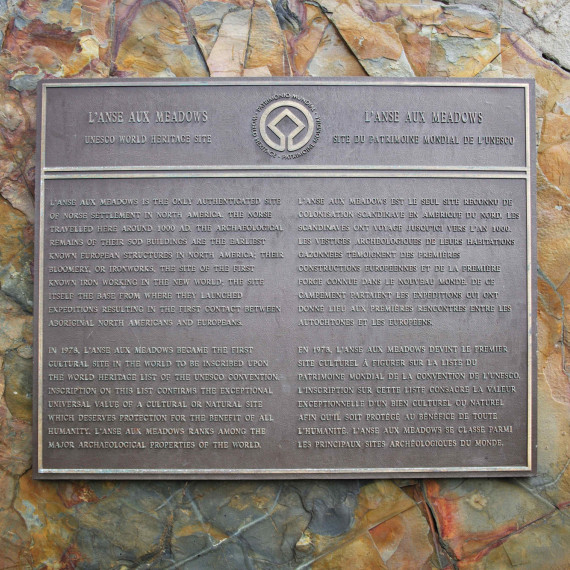 L'ANSE AUX MEADOWS
UNESCO WORLD HERITAGE SITE
PATRIMONIO MUNDIAL
WORLD HERITAGE
PATRIMOINE MONDIAL
L'ANSE AUX MEADOWS
SITE DU PATRIMOINE MONDIAL DE L'UNESCO
L'ANSE AUX MEADOWS IS THE ONLY AUTHENTICATED SITE
OF NORSE SETTLEMENT IN NORTH AMERICA. THE NORSE
TRAVELLED HERE AROUND 1000 AD. THE ARCHAEOLOGICAL
REMAINS OF THEIR SOD BUILDINGS ARE THE EARLIEST
KNOWN EUROPEAN STRUCTURES IN NORTH AMERICA; THEIR
BLOOMERY, OR IRONWORKS, THE SITE OF THE FIRST
KNOWN IRON WORKING IN THE NEW WORLD; THE SITE
ITSELF THE BASE FROM WHERE THEY LAUNCHED
EXPEDITIONS RESULTING IN THE FIRST CONTACT BETWEEN
ABORIGINAL NORTH AMERICANS AND EUROPEANS.
IN 1978, L'ANSE AUX MEADOWS BECAME THE FIRST
CULTURAL SITE IN THE WORLD TO BE INSCRIBED UPON
THE WORLD HERITAGE LIST OF THE UNESCO CONVENTION.
INSCRIPTION ON THIS LIST CONFIRMS THE EXCEPTIONAL
UNIVERSAL VALUE OF A CULTURAL OR NATURAL SITE
WHICH DESERVES PROTECTION FOR THE BENEFIT OF ALL
HUMANITY. L'ANSE AUX MEADOWS RANKS AMONG THE
MAJOR ARCHAEOLOGICAL PROPERTIES OF THE WORLD.
L'ANSE AUX MEADOWS EST LE SEUL SITE RECONNU DE
COLONISATION SCANDINAVE EN AMÉRIQUE DU NORD. LES
SCANDINAVES ONT VOYAGÉ JUSQU'ICI VERS L'AN 1000.
LES VESTIGES ARCHÉOLOGIQUES DE LEURS HABITATIONS
GAZONNÉES TÉMOIGNENT DES PREMIÈRES
CONSTRUCTIONS EUROPÉENNES ET DE LA PREMIÈRE
FORGE CONNUE DANS LE NOUVEAU MONDE. DE CE
CAMPEMENT PARTAIENT LES EXPÉDITIONS QUI ONT
DONNÉ LIEU AUX PREMIÈRES RENCONTRES ENTRE LES
AUTOCHTONES ET LES EUROPÉENS.
EN 1978, L'ANSE AUX MEADOWS DEVINT LE PREMIER
SITE CULTUREL À FIGURER SUR LA LISTE DU
PATRIMOINE MONDIAL DE LA CONVENTION DE L'UNESCO.
L'INSCRIPTION SUR CETTE LISTE CONSACRE LA VALEUR
EXCEPTIONNELLE D'UN BIEN CULTUREL OU NATUREL
AFIN QU'IL SOIT PROTÉGÉ AU BÉNÉFICE DE TOUTE
L'HUMANITÉ. L'ANSE AUX MEADOWS SE CLASSE PARMI
LES PRINCIPAUX SITES ARCHÉOLOGIQUES DU MONDE.